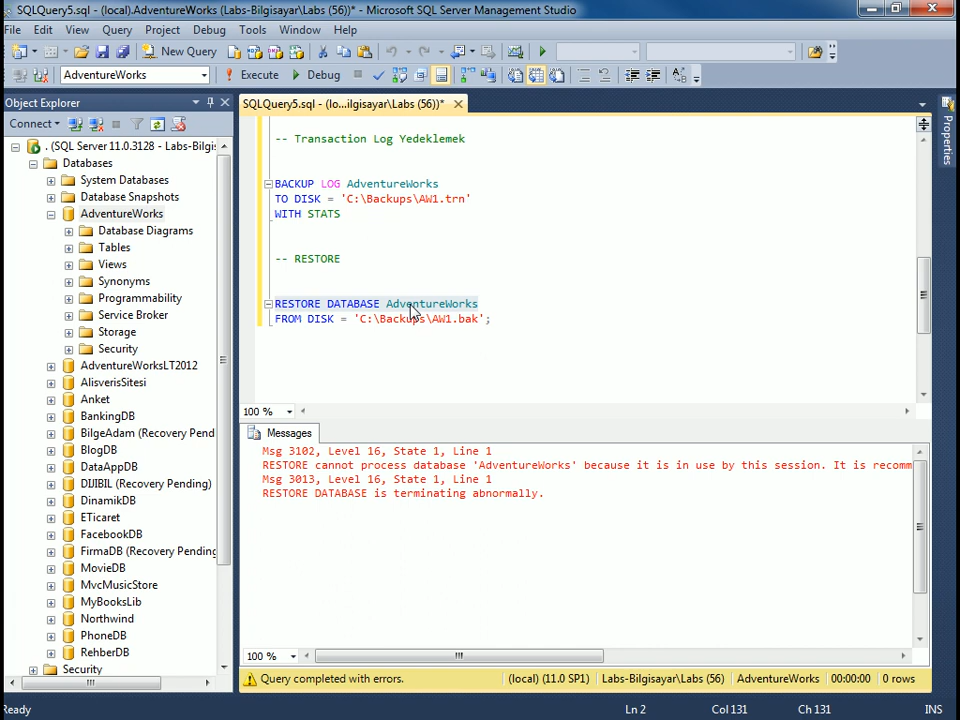 SQLQuery5.sql - (local).AdventureWorks (Labs-Bilgisayar\Labs (56))* - Microsoft SQL Server Management Studio
File Edit View Query Project Debug Tools Window Help
New Query
AdventureWorks Execute Debug
Object Explorer
Connect
. (SQL Server 11.0.3128 - Labs-Bilgis
Databases
System Databases
Database Snapshots
AdventureWorks
Database Diagrams
Tables
Views
Synonyms
Programmability
Service Broker
Storage
Security
AdventureWorksLT2012
AlisverisSitesi
Anket
BankingDB
BilgeAdam (Recovery Pend
BlogDB
DataAppDB
DIJIBIL (Recovery Pending)
DinamikDB
ETicaret
FacebookDB
FirmaDB (Recovery Pending
MovieDB
MvcMusicStore
MyBooksLib
Northwind
PhoneDB
RehberDB
Security
SQLQuery5.sql - (lo...ilgisayar\Labs (56))*
-- Transaction Log Yedeklemek
BACKUP LOG AdventureWorks
TO DISK = 'C:\Backups\AW1.trn'
WITH STATS
-- RESTORE
RESTORE DATABASE AdventureWorks
FROM DISK = 'C:\Backups\AW1.bak';
100 %
Messages
Msg 3102, Level 16, State 1, Line 1
RESTORE cannot process database 'AdventureWorks' because it is in use by this session. It is recomm
Msg 3013, Level 16, State 1, Line 1
RESTORE DATABASE is terminating abnormally.
100 %
Query completed with errors. (local) (11.0 SP1) Labs-Bilgisayar\Labs (56) AdventureWorks 00:00:00 0 rows
Properties
Ready Ln 2 Col 131 Ch 131 INS